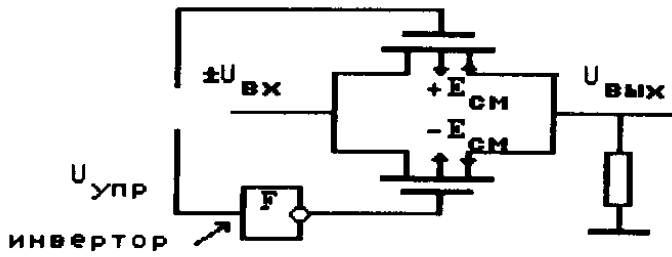 ±Uвх
Uвых
+Eсм
-Eсм
Uупр
F
инвертор